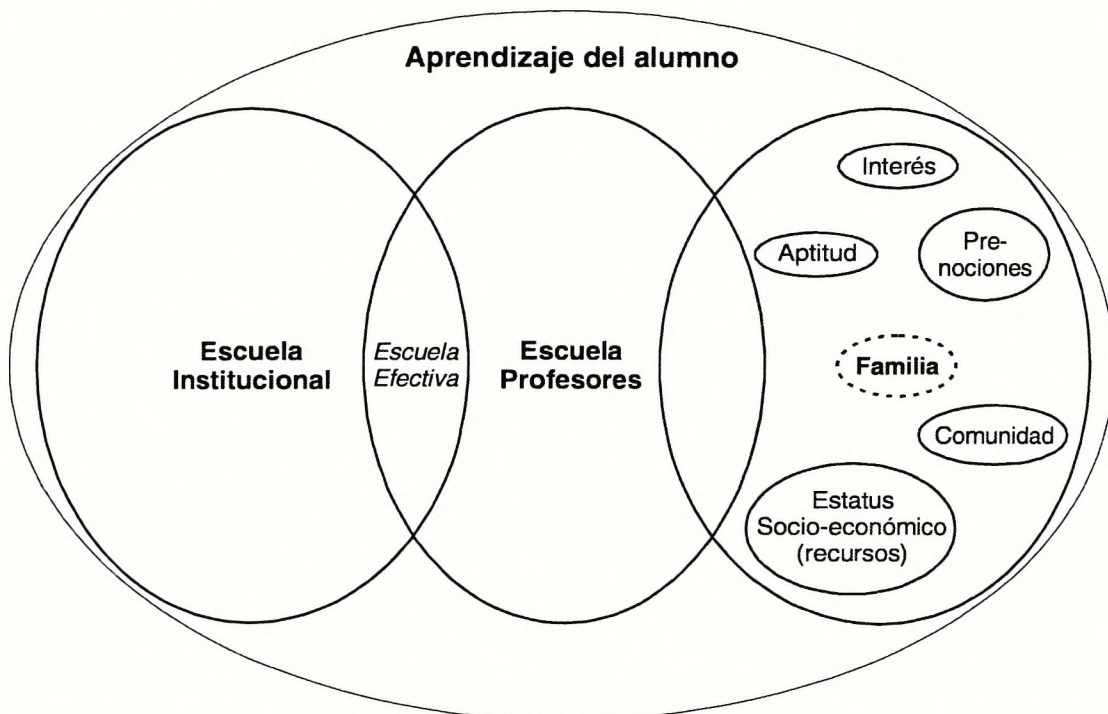 Aprendizaje del alumno
Escuela
Institucional
Escuela
Efectiva
Escuela
Profesores
Interés
Aptitud
Pre-
nociones
Familia
Comunidad
Estatus
Socio-económico
(recursos)